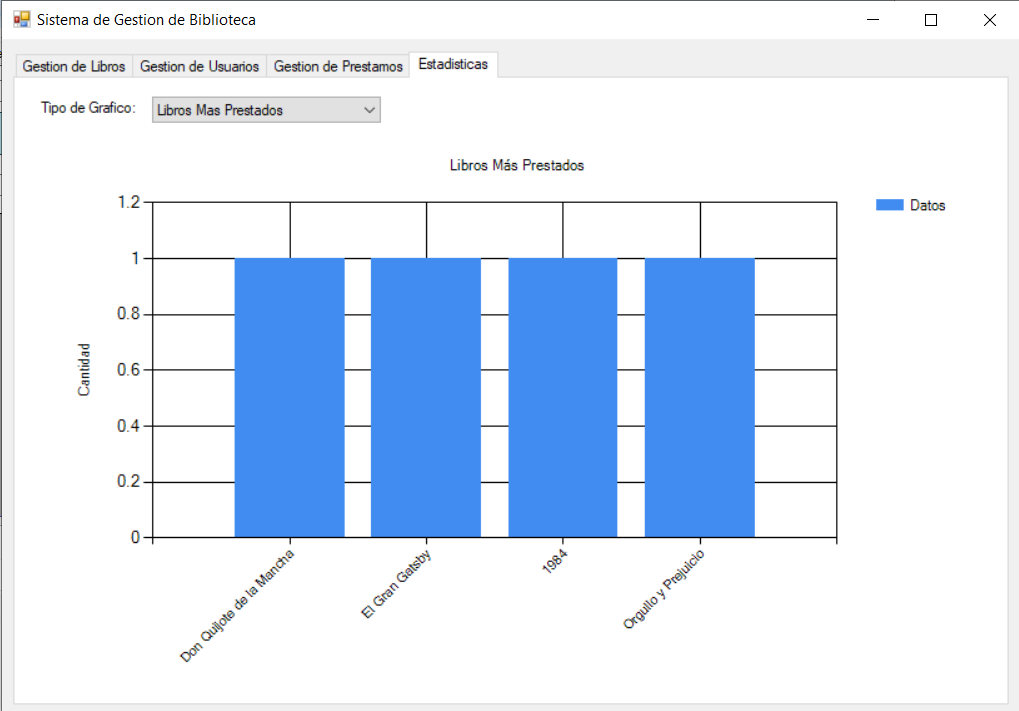 Sistema de Gestion de Biblioteca
Gestion de Libros
Gestion de Usuarios
Gestion de Prestamos
Estadisticas
Tipo de Grafico:
Libros Mas Prestados
Libros Más Prestados
Datos
Cantidad
1.2
1
0.8
0.6
0.4
0.2
0
Don Quijote de la Mancha
El Gran Gatsby
1984
Orgullo y Prejuicio